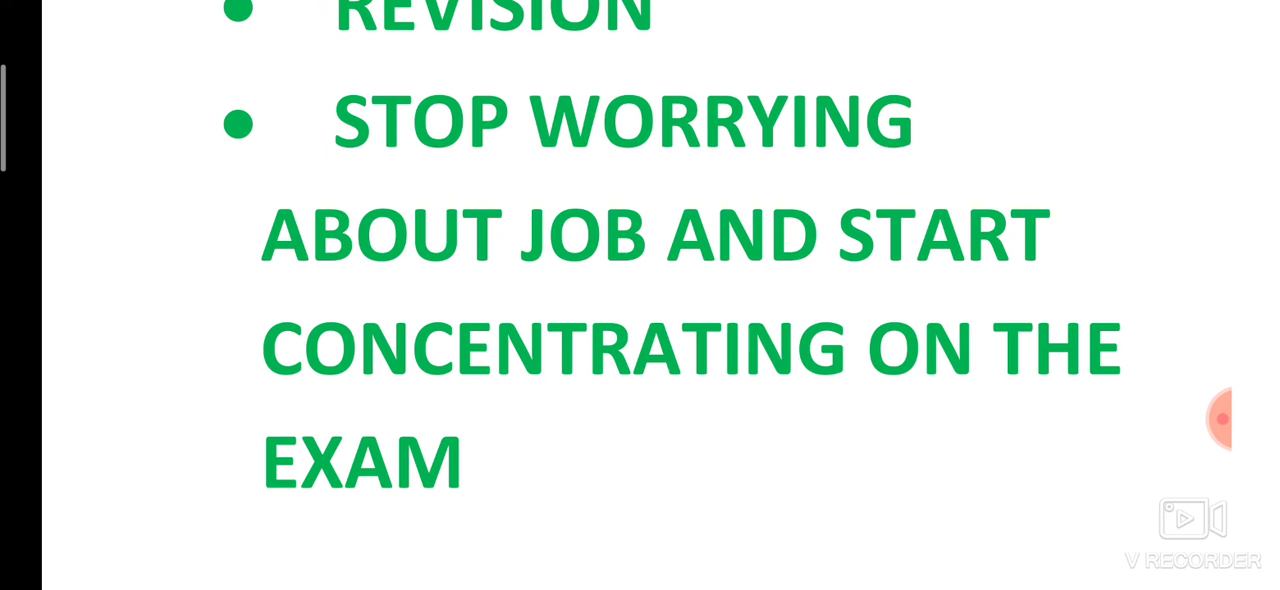 • REVISION
• STOP WORRYING
ABOUT JOB AND START
CONCENTRATING ON THE
EXAM
V RECORDER